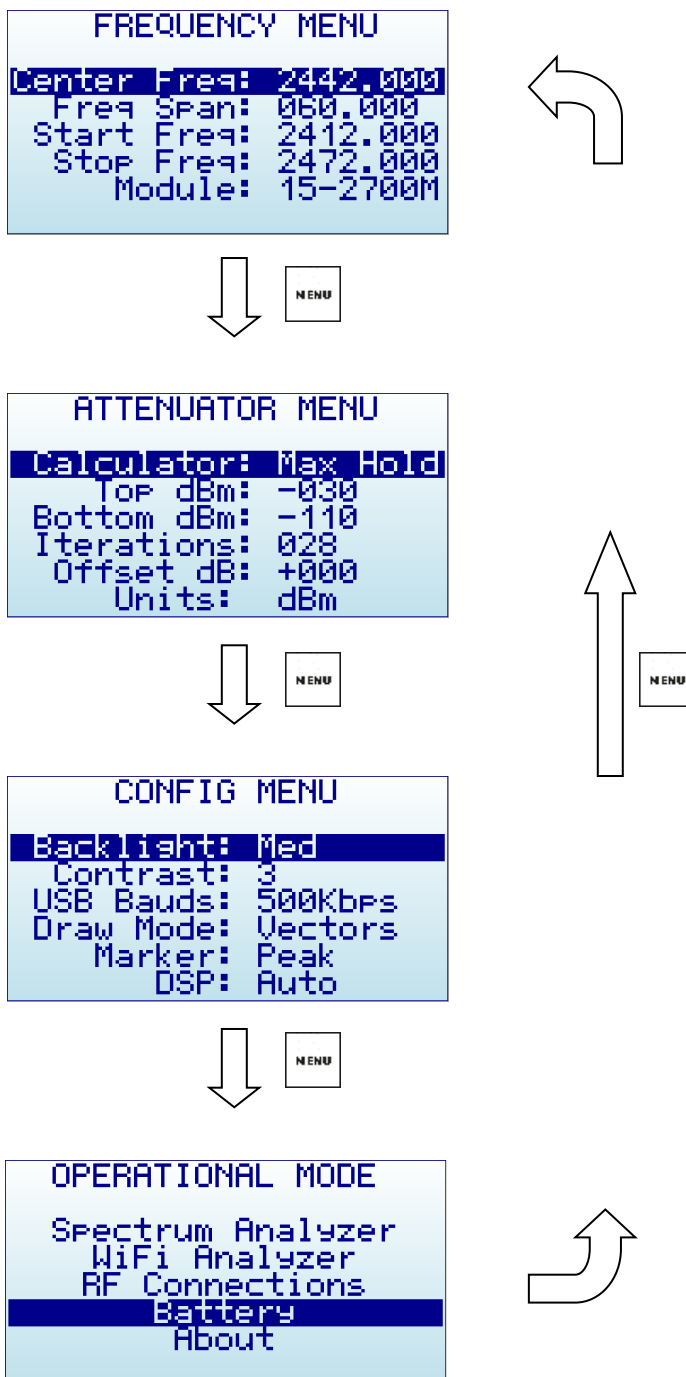 FREQUENCY MENU
Center Freq: 2442.000
Freq Span: 060.000
Start Freq: 2412.000
Stop Freq: 2472.000
Module: 15-2700M
MENU
ATTENUATOR MENU
Calculator: Max Hold
Top dBm: -030
Bottom dBm: -110
Iterations: 028
Offset dB: +000
Units: dBm
MENU
MENU
CONFIG MENU
Backlight: Med
Contrast: 3
USB Bauds: 500Kbps
Draw Mode: Vectors
Marker: Peak
DSP: Auto
MENU
OPERATIONAL MODE
Spectrum Analyzer
WiFi Analyzer
RF Connections
Battery
About